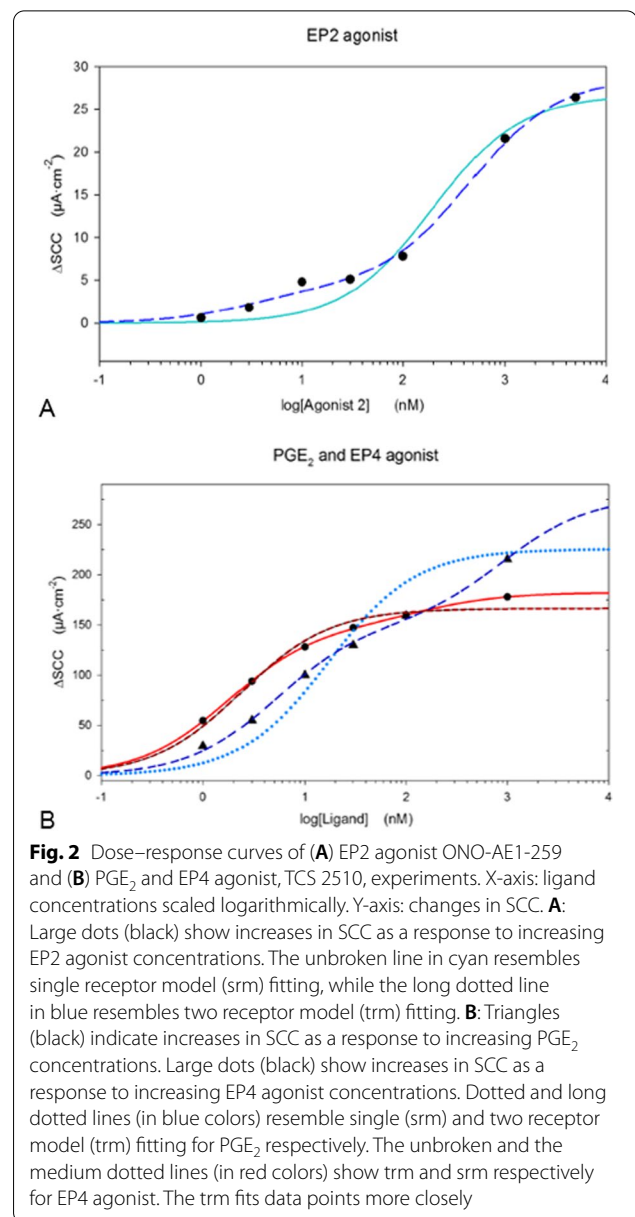 EP2 agonist
30
25
20
15
10
5
0
ΔSCC (µA·cm⁻²)
-1 0 1 2 3 4
log[Agonist 2] (nM)
A
PGE₂ and EP4 agonist
250
200
150
100
50
0
ΔSCC (µA·cm⁻²)
-1 0 1 2 3 4
log[Ligand] (nM)
B
Fig. 2 Dose–response curves of (A) EP2 agonist ONO-AE1-259
and (B) PGE₂ and EP4 agonist, TCS 2510, experiments. X-axis: ligand
concentrations scaled logarithmically. Y-axis: changes in SCC. A:
Large dots (black) show increases in SCC as a response to increasing
EP2 agonist concentrations. The unbroken line in cyan resembles
single receptor model (srm) fitting, while the long dotted line
in blue resembles two receptor model (trm) fitting. B: Triangles
(black) indicate increases in SCC as a response to increasing PGE₂
concentrations. Large dots (black) show increases in SCC as a
response to increasing EP4 agonist concentrations. Dotted and long
dotted lines (in blue colors) resemble single (srm) and two receptor
model (trm) fitting for PGE₂ respectively. The unbroken and the
medium dotted lines (in red colors) show trm and srm respectively
for EP4 agonist. The trm fits data points more closely